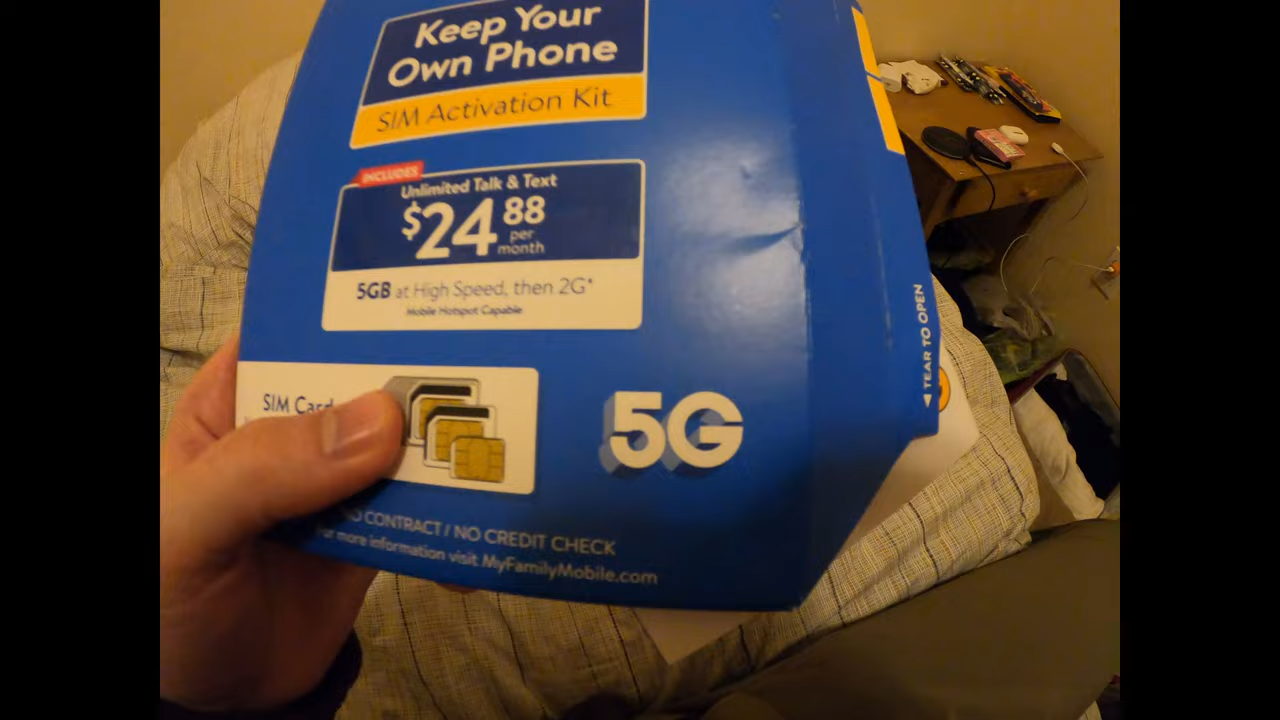 Keep Your
Own Phone
SIM Activation Kit
INCLUDES
Unlimited Talk & Text
$24 88
per
month
5GB at High Speed, then 2G*
Mobile Hotspot Capable
SIM Card
5G
CONTRACT / NO CREDIT CHECK
more information visit MyFamilyMobile.com
TEAR TO OPEN